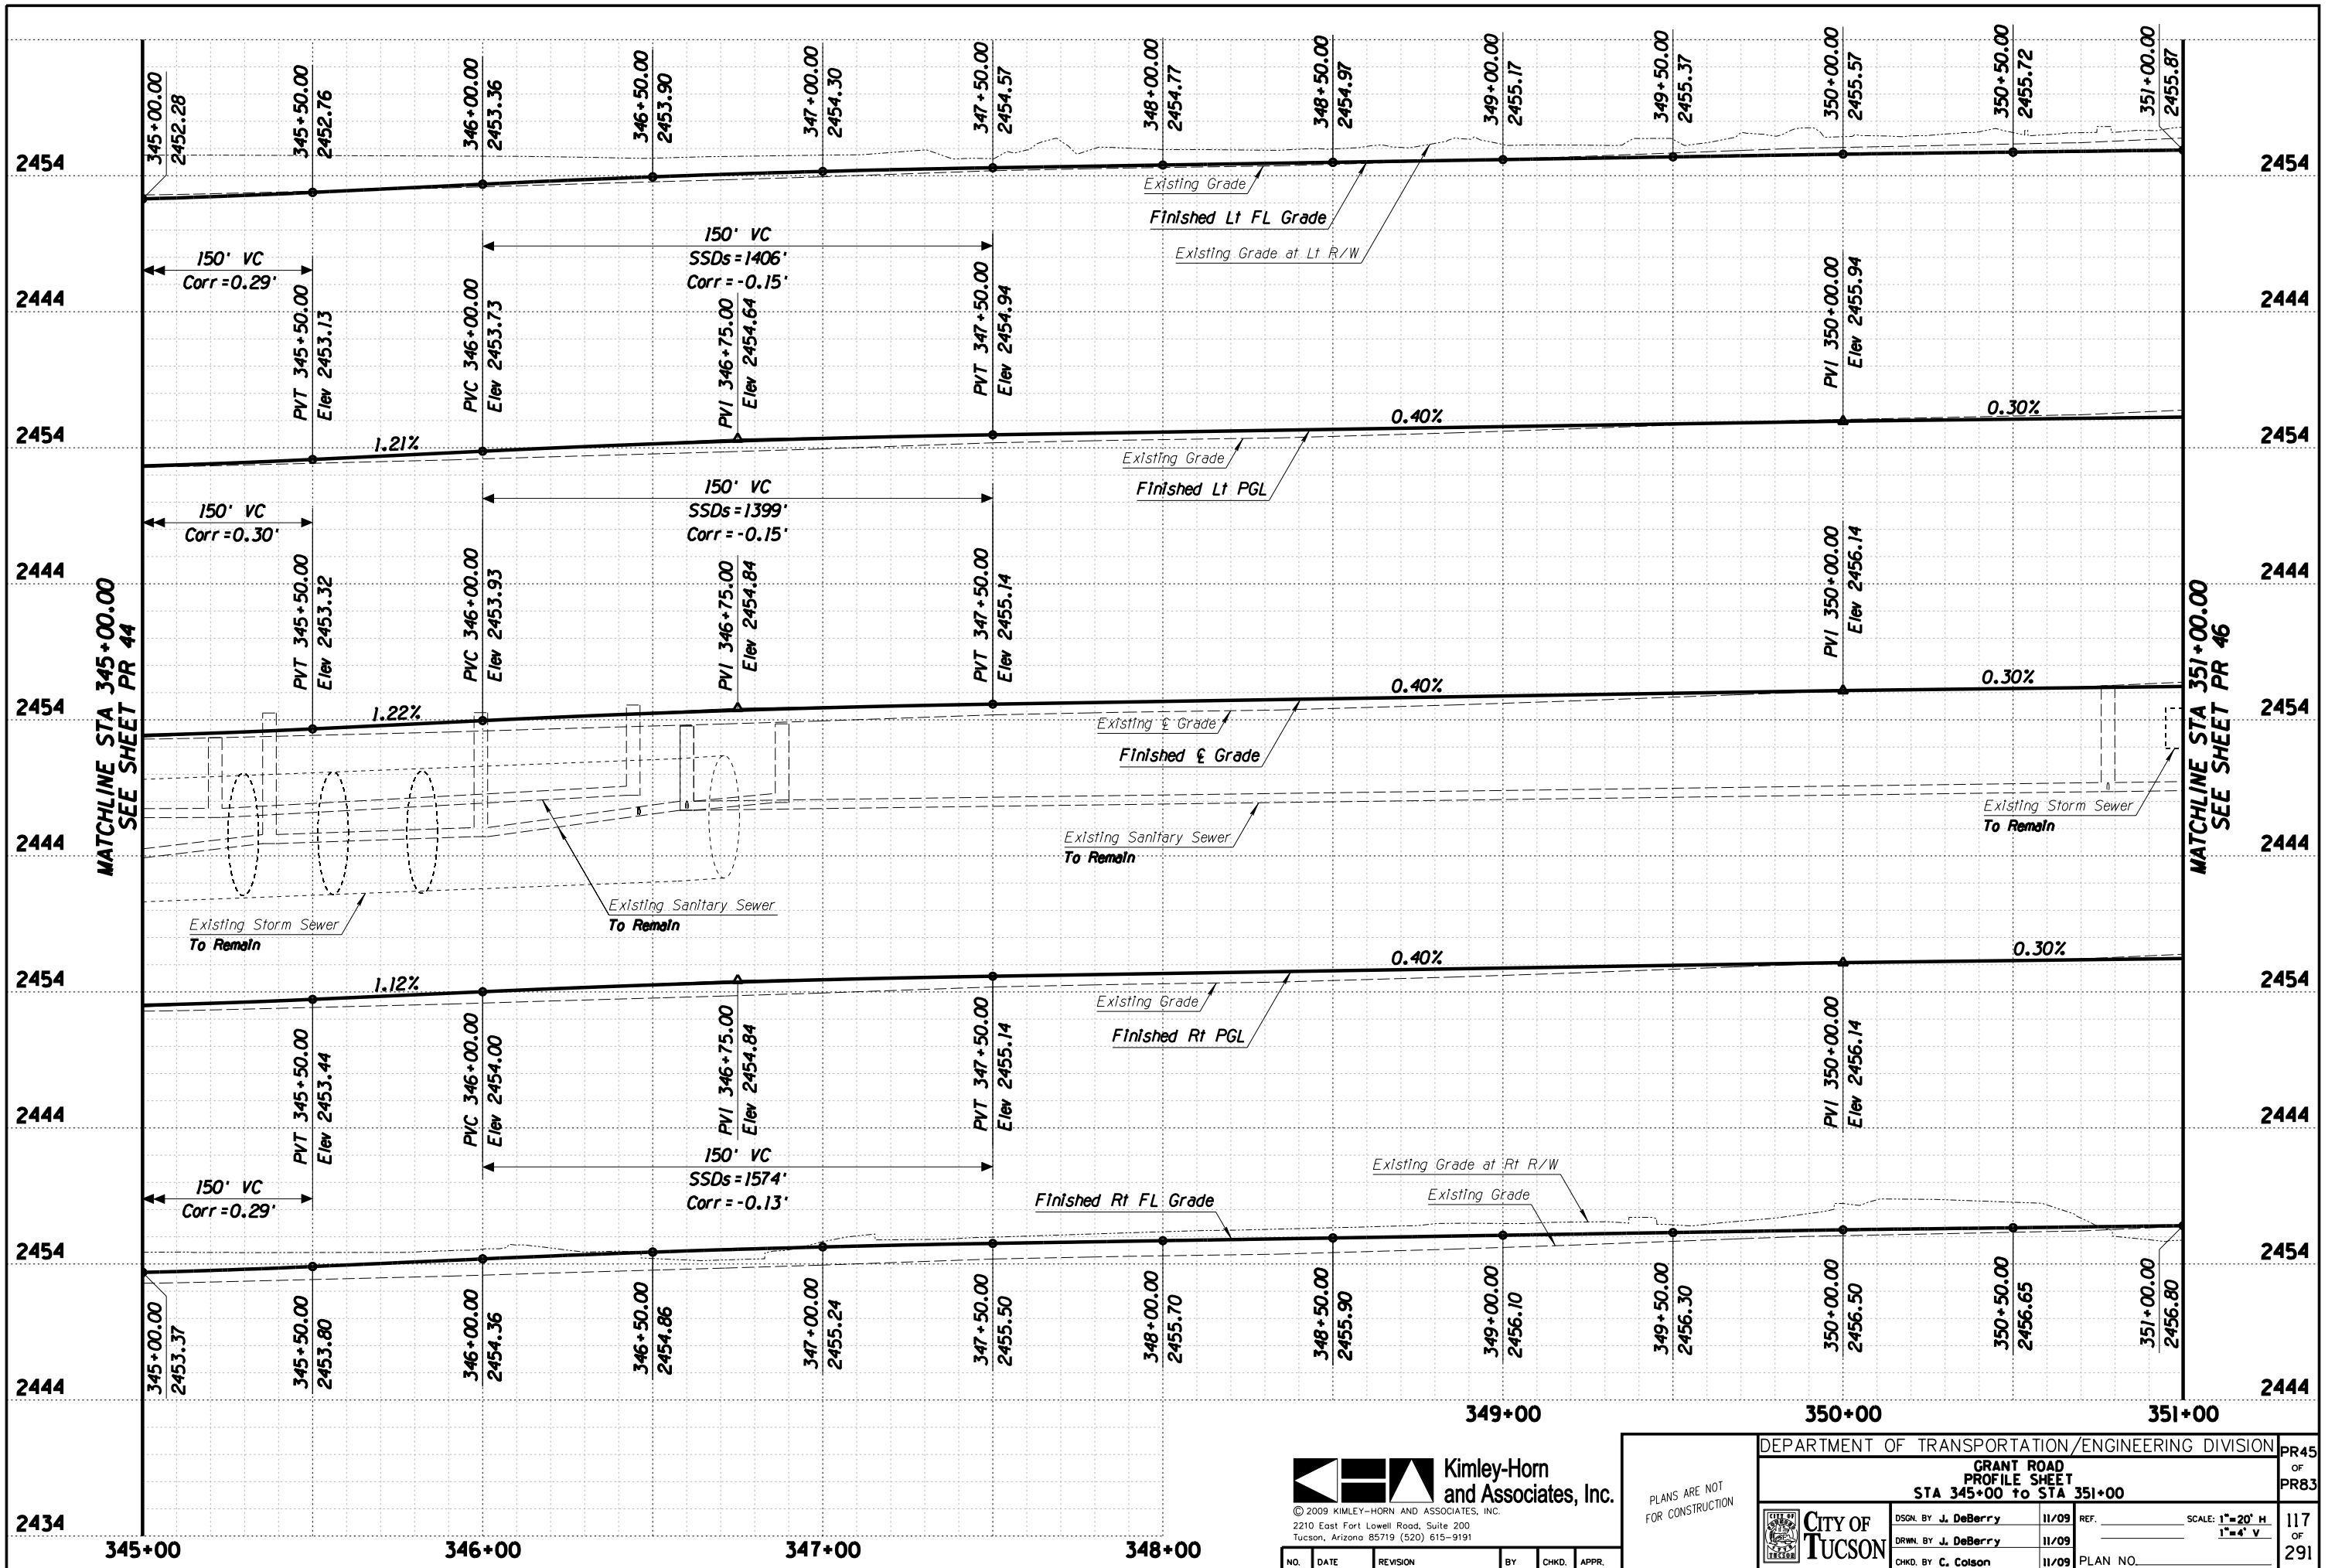 345+00.00
2452.28
345+50.00
2452.76
346+00.00
2453.36
346+50.00
2453.90
347+00.00
2454.30
347+50.00
2454.57
348+00.00
2454.77
348+50.00
2454.97
349+00.00
2455.17
349+50.00
2455.37
350+00.00
2455.57
350+50.00
2455.72
351+00.00
2455.87
2454
2454
Existing Grade
Finished Lt FL Grade
Existing Grade at Lt R/W
150' VC
Corr=0.29'
150' VC
SSDs=1406'
Corr=-0.15'
2444
2444
PVT 345+50.00
Elev 2453.13
PVC 346+00.00
Elev 2453.73
PVI 346+75.00
Elev 2454.64
PVT 347+50.00
Elev 2454.94
PVI 350+00.00
Elev 2455.94
1.21%
0.40%
0.30%
2454
2454
Existing Grade
Finished Lt PGL
150' VC
Corr=0.30'
150' VC
SSDs=1399'
Corr=-0.15'
2444
2444
PVT 345+50.00
Elev 2453.32
PVC 346+00.00
Elev 2453.93
PVI 346+75.00
Elev 2454.84
PVT 347+50.00
Elev 2455.14
PVI 350+00.00
Elev 2456.14
MATCHLINE STA 345+00.00
SEE SHEET PR 44
MATCHLINE STA 351+00.00
SEE SHEET PR 46
1.22%
0.40%
0.30%
2454
2454
Existing ℄ Grade
Finished ℄ Grade
Existing Storm Sewer
To Remain
Existing Sanitary Sewer
To Remain
2444
2444
Existing Sanitary Sewer
To Remain
Existing Storm Sewer
To Remain
1.12%
0.40%
0.30%
2454
2454
Existing Grade
Finished Rt PGL
PVT 345+50.00
Elev 2453.44
PVC 346+00.00
Elev 2454.00
PVI 346+75.00
Elev 2454.84
PVT 347+50.00
Elev 2455.14
PVI 350+00.00
Elev 2456.14
2444
2444
150' VC
SSDs=1574'
Corr=-0.13'
150' VC
Corr=0.29'
Existing Grade at Rt R/W
Existing Grade
Finished Rt FL Grade
2454
2454
345+00.00
2453.37
345+50.00
2453.80
346+00.00
2454.36
346+50.00
2454.86
347+00.00
2455.24
347+50.00
2455.50
348+00.00
2455.70
348+50.00
2455.90
349+00.00
2456.10
349+50.00
2456.30
350+00.00
2456.50
350+50.00
2456.65
351+00.00
2456.80
2444
2444
349+00
350+00
351+00
2434
345+00
346+00
347+00
348+00
Kimley-Horn
and Associates, Inc.
© 2009 KIMLEY-HORN AND ASSOCIATES, INC.
2210 East Fort Lowell Road, Suite 200
Tucson, Arizona 85719 (520) 615-9191
NO. DATE REVISION BY CHKD. APPR.
PLANS ARE NOT
FOR CONSTRUCTION
DEPARTMENT OF TRANSPORTATION/ENGINEERING DIVISION
GRANT ROAD
PROFILE SHEET
STA 345+00 to STA 351+00
PR45
OF
PR83
CITY OF
TUCSON
CITY OF
TUCSON
DSGN. BY J. DeBerry 11/09
DRWN. BY J. DeBerry 11/09
CHKD. BY C. Colson 11/09
REF.
SCALE: 1"=20' H
1"=4' V
PLAN NO.
117
OF
291